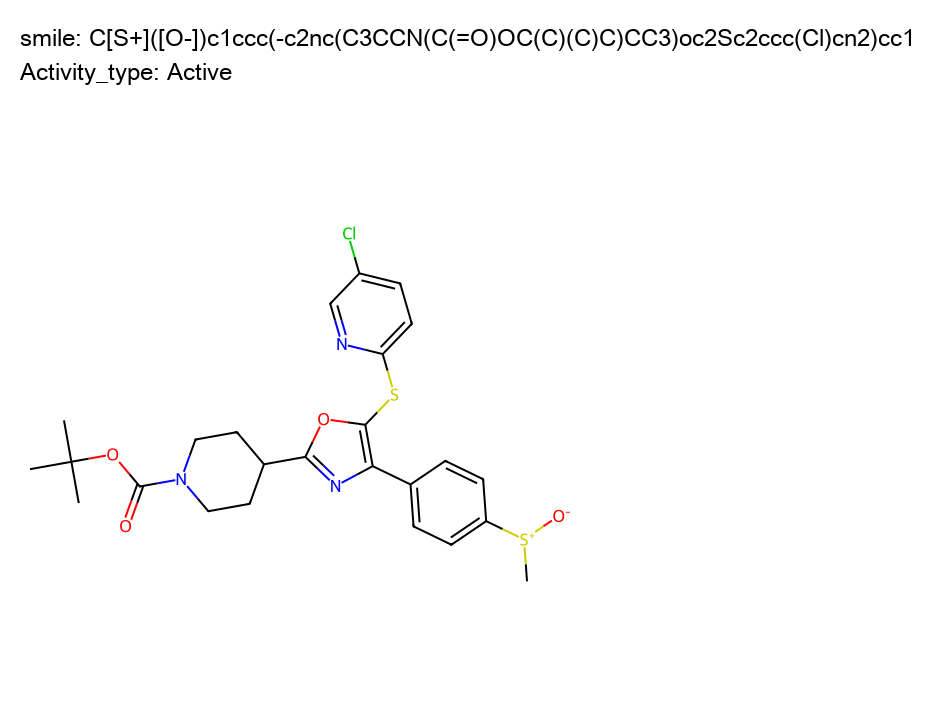 smile: C[S+]([O-])c1ccc(-c2nc(C3CCN(C(=O)OC(C)(C)C)CC3)oc2Sc2ccc(Cl)cn2)cc1
Activity_type: Active
Cl
N
S
O
O
N
N
O
O-
S+